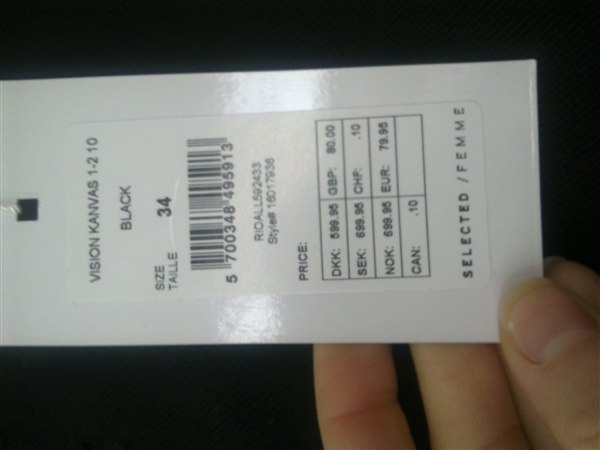 VISION KANVAS 1-2 10
BLACK
SIZE
TAILLE
34
5 700348 495913
RIOALL592433
Style# 16017936
PRICE:
DKK: 599.95 GBP: 80.00
SEK: 699.95 CHF: .10
NOK: 699.95 EUR: 79.95
CAN: .10
SELECTED / FEMME